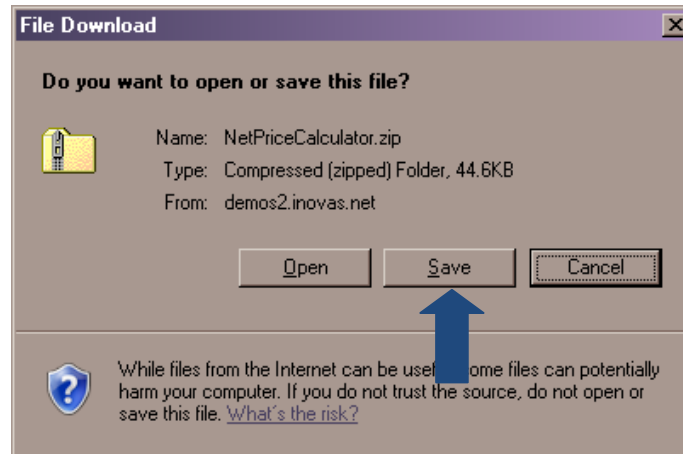 File Download
Do you want to open or save this file?
Name: NetPriceCalculator.zip
Type: Compressed (zipped) Folder, 44.6KB
From: demos2.inovas.net
Open Save Cancel
While files from the Internet can be ome files can potentially
harm your computer. If you do not trust the source, do not open or
save this file. What's the risk?